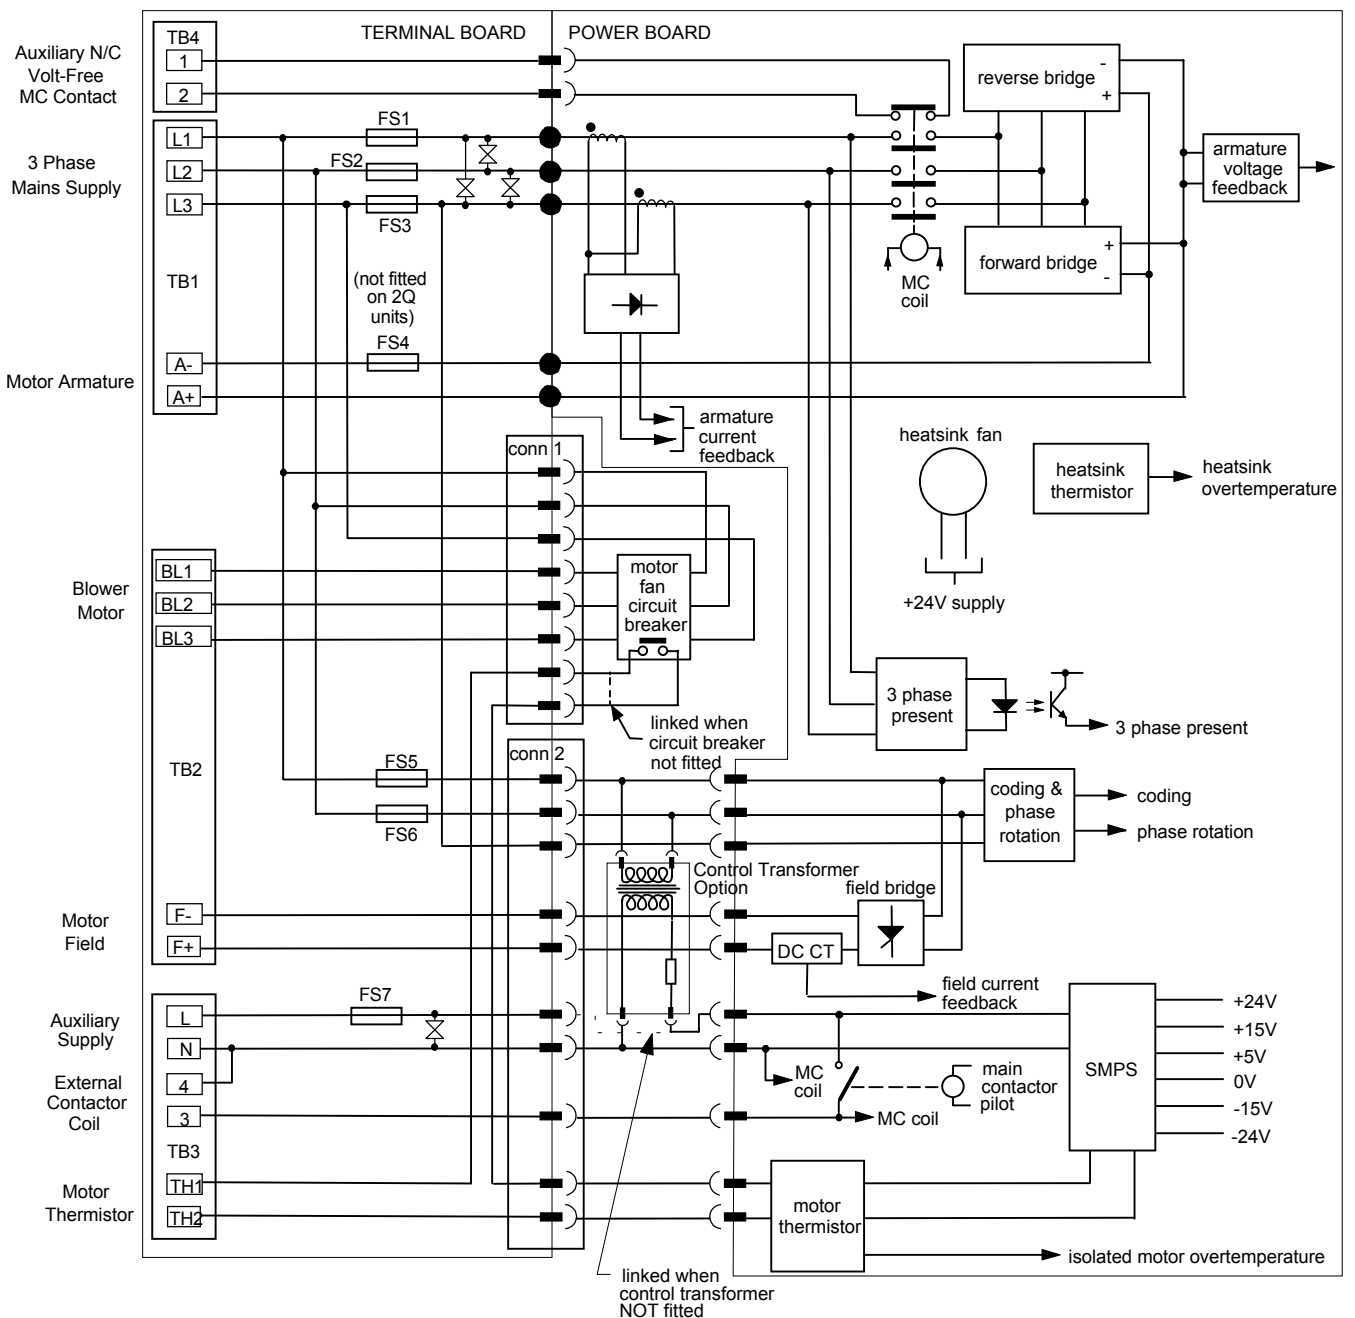 TERMINAL BOARD
POWER BOARD
Auxiliary N/C
Volt-Free
MC Contact
TB4
1
2
3 Phase
Mains Supply
L1
L2
L3
TB1
FS1
FS2
FS3
(not fitted
on 2Q
units)
FS4
Motor Armature
A-
A+
reverse bridge
-
+
forward bridge
+
-
MC
coil
armature
voltage
feedback
armature
current
feedback
heatsink fan
+24V supply
heatsink
thermistor
heatsink
overtemperature
conn 1
Blower
Motor
BL1
BL2
BL3
motor
fan
circuit
breaker
linked when
circuit breaker
not fitted
3 phase
present
3 phase present
TB2
FS5
FS6
conn 2
coding &
phase
rotation
coding
phase rotation
Control Transformer
Option
field bridge
Motor
Field
F-
F+
DC CT
field current
feedback
Auxiliary
Supply
L
N
FS7
External
Contactor
Coil
4
3
TB3
MC
coil
MC coil
main
contactor
pilot
SMPS
+24V
+15V
+5V
0V
-15V
-24V
Motor
Thermistor
TH1
TH2
motor
thermistor
isolated motor overtemperature
linked when
control transformer
NOT fitted